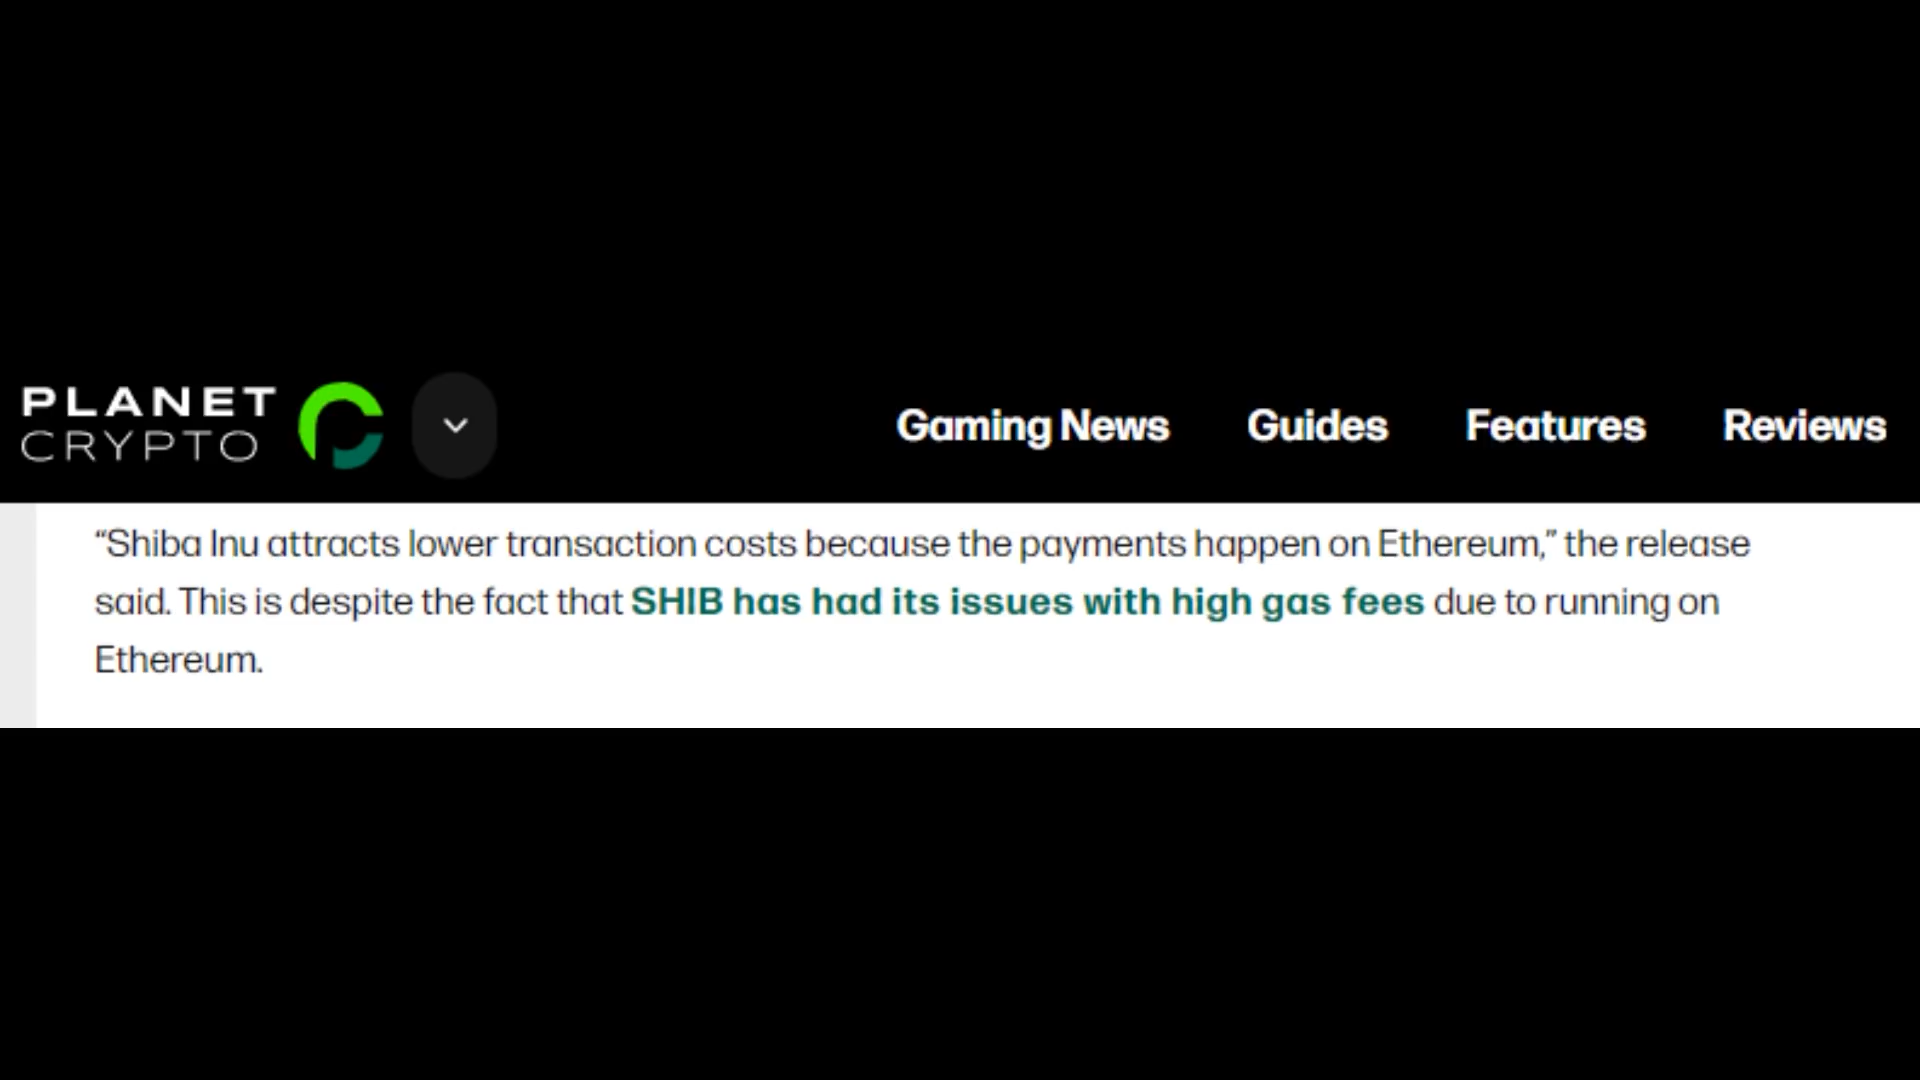 PLANET
CRYPTO
Gaming News Guides Features Reviews
“Shiba Inu attracts lower transaction costs because the payments happen on Ethereum,” the release
said. This is despite the fact that SHIB has had its issues with high gas fees due to running on
Ethereum.